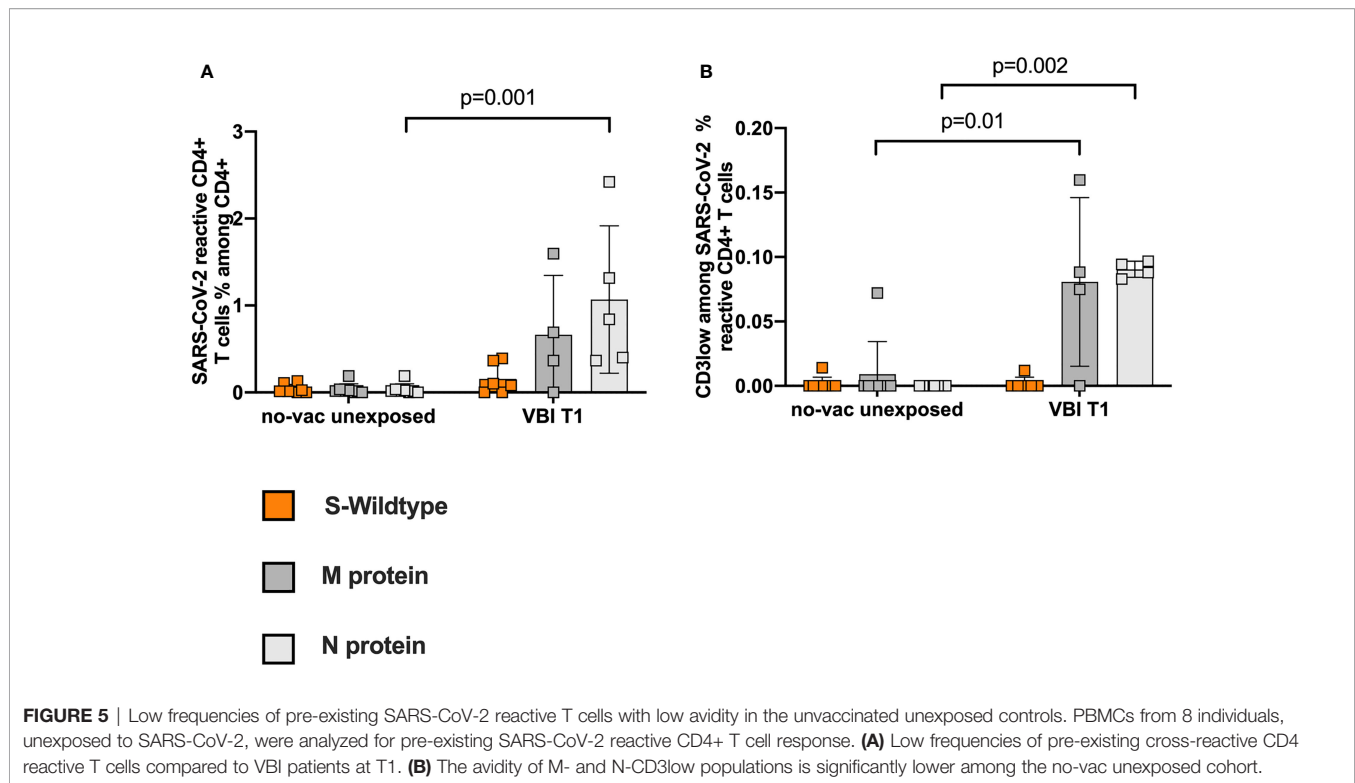 A
p=0.001
SARS-CoV-2 reactive CD4+
T cells % among CD4+
3
2
1
0
no-vac unexposed
VBI T1
B
p=0.002
p=0.01
CD3low among SARS-CoV-2 %
reactive CD4+ T cells
0.20
0.15
0.10
0.05
0.00
no-vac unexposed
VBI T1
S-Wildtype
M protein
N protein
FIGURE 5 | Low frequencies of pre-existing SARS-CoV-2 reactive T cells with low avidity in the unvaccinated unexposed controls. PBMCs from 8 individuals,
unexposed to SARS-CoV-2, were analyzed for pre-existing SARS-CoV-2 reactive CD4+ T cell response. (A) Low frequencies of pre-existing cross-reactive CD4
reactive T cells compared to VBI patients at T1. (B) The avidity of M- and N-CD3low populations is significantly lower among the no-vac unexposed cohort.